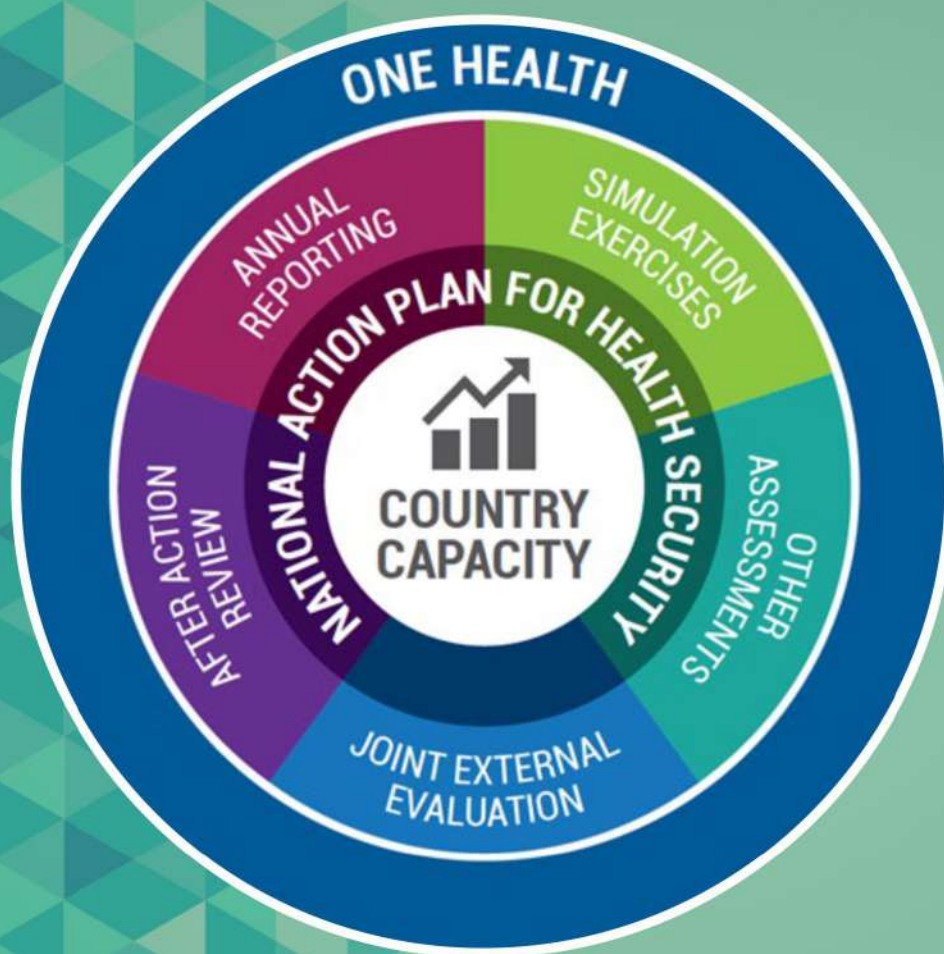 ONE HEALTH
ANNUAL
REPORTING
SIMULATION
EXERCISES
NATIONAL ACTION PLAN FOR HEALTH SECURITY
COUNTRY
CAPACITY
AFTER ACTION
REVIEW
OTHER
ASSESSMENTS
JOINT EXTERNAL
EVALUATION